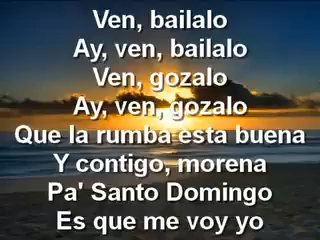 Ven, bailalo
Ay, ven, bailalo
Ven, gozalo
Ay, ven, gozalo
Que la rumba esta buena
Y contigo, morena
Pa' Santo Domingo
Es que me voy yo